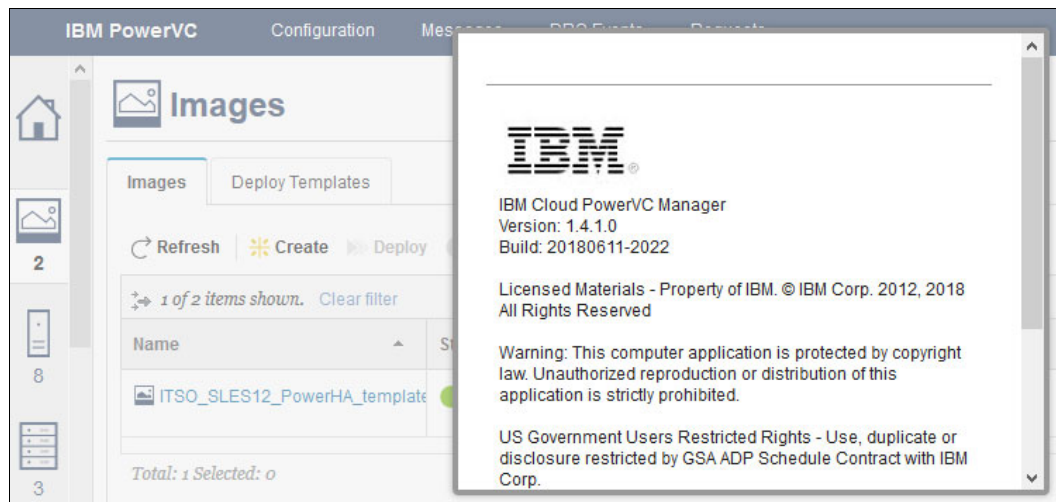 IBM PowerVC Configuration
Images
Images Deploy Templates
Refresh Create Deploy
1 of 2 items shown. Clear filter
Name
ITSO_SLES12_PowerHA_template
Total: 1 Selected: 0
2
8
3
IBM®
IBM Cloud PowerVC Manager
Version: 1.4.1.0
Build: 20180611-2022
Licensed Materials - Property of IBM. © IBM Corp. 2012, 2018
All Rights Reserved
Warning: This computer application is protected by copyright
law. Unauthorized reproduction or distribution of this
application is strictly prohibited.
US Government Users Restricted Rights - Use, duplicate or
disclosure restricted by GSA ADP Schedule Contract with IBM
Corp.